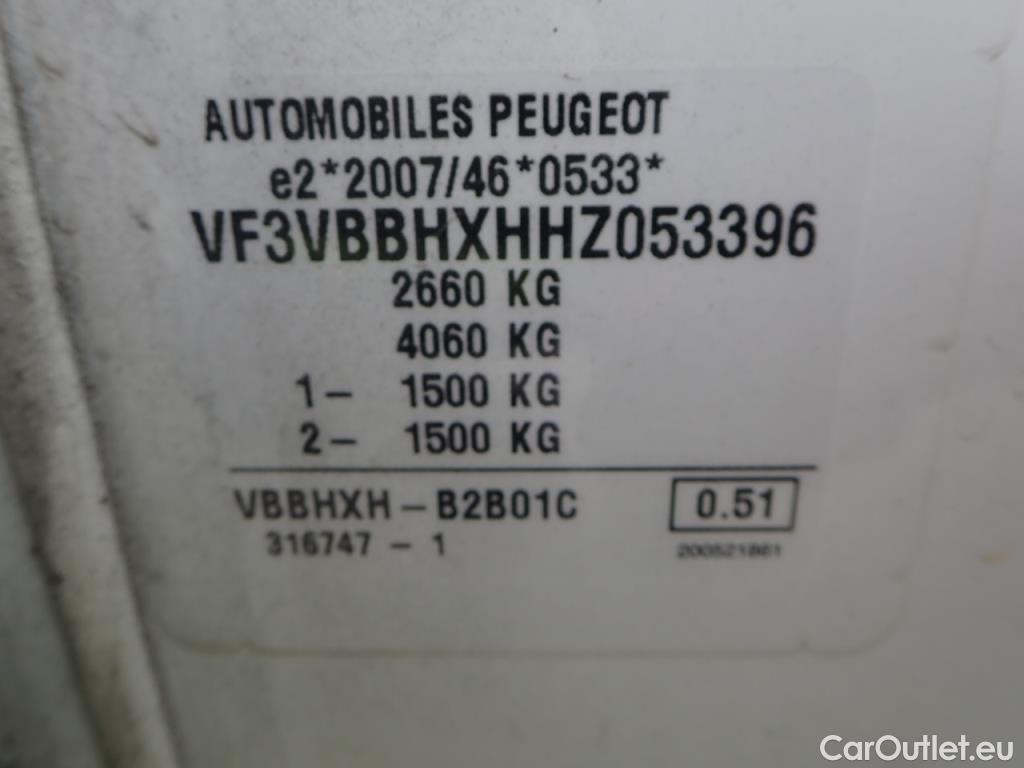 AUTOMOBILES PEUGEOT
e2*2007/46*0533*
VF3VBBHXHHZ053396
2660 KG
4060 KG
1- 1500 KG
2- 1500 KG
VBBHXH-B2B01C 0.51
316747-1
CarOutlet.eu